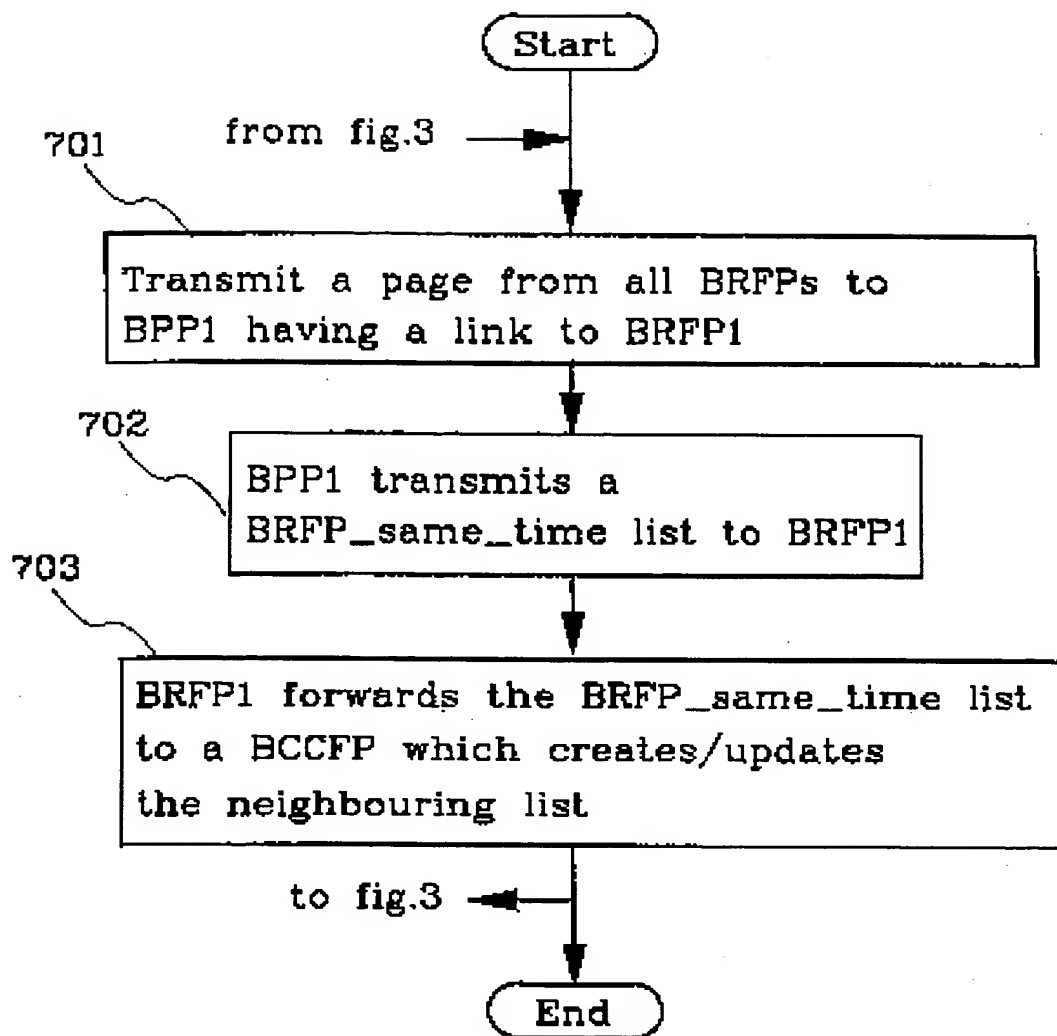 Start
from fig.3
701
Transmit a page from all BRFPs to
BPP1 having a link to BRFP1
702
BPP1 transmits a
BRFP_same_time list to BRFP1
703
BRFP1 forwards the BRFP_same_time list
to a BCCFP which creates/updates
the neighbouring list
to fig.3
End